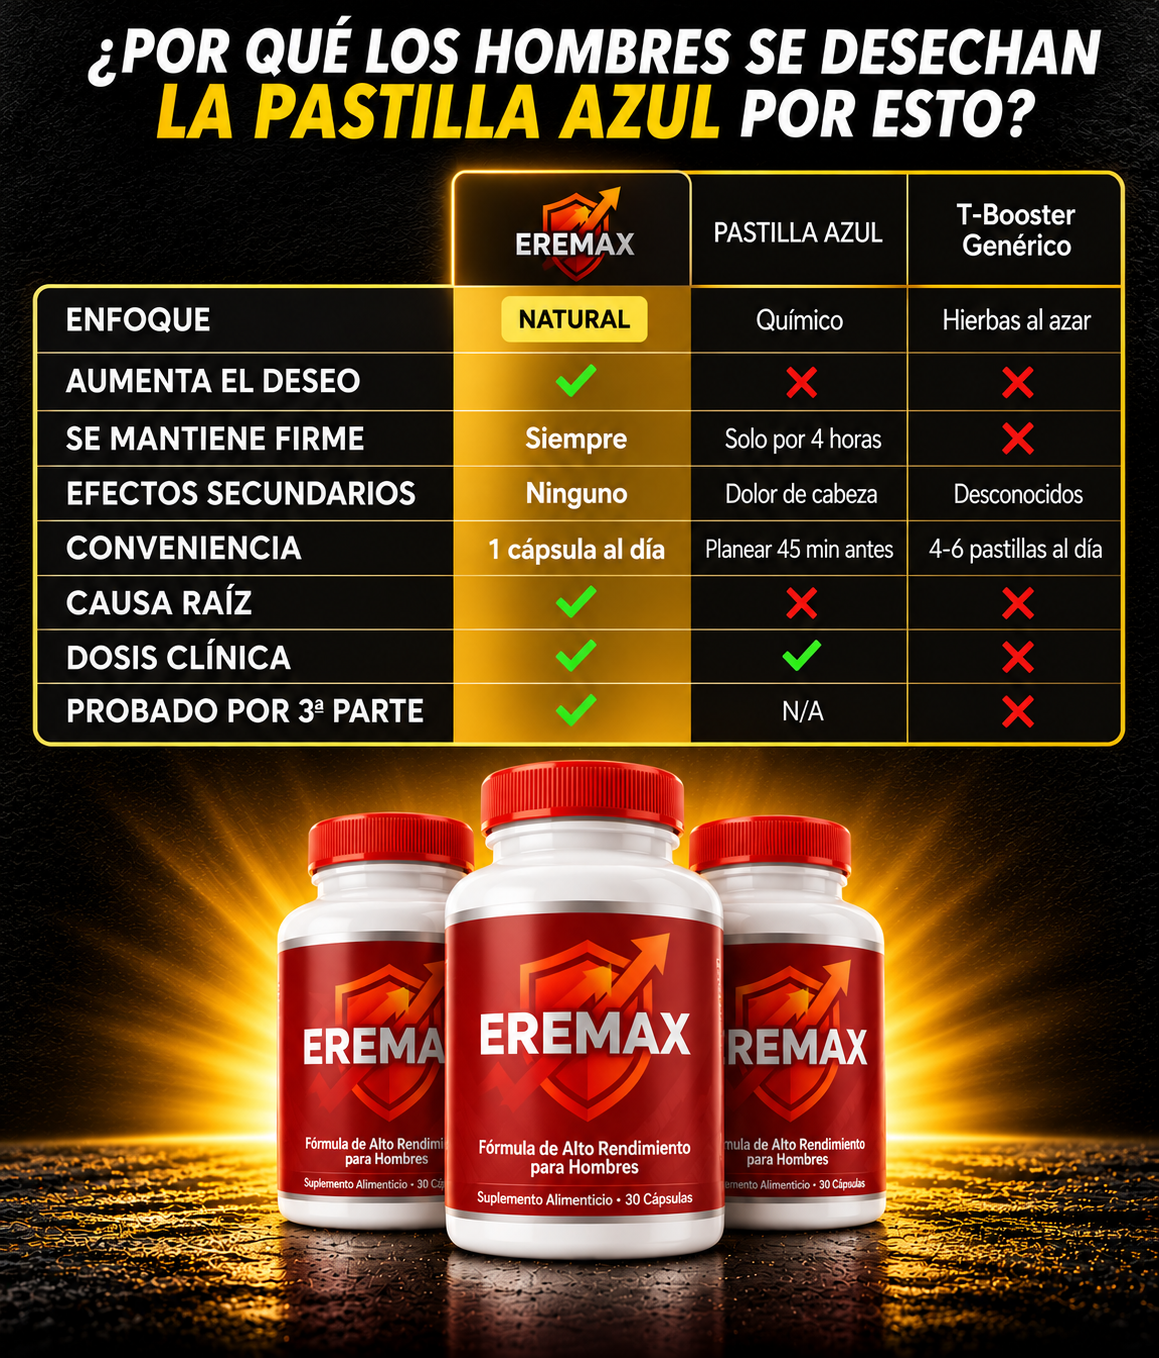 ¿POR QUÉ LOS HOMBRES SE DESECHAN
LA PASTILLA AZUL POR ESTO?
EREMAX
PASTILLA AZUL
T-Booster
Genérico
ENFOQUE NATURAL Químico Hierbas al azar
AUMENTA EL DESEO
SE MANTIENE FIRME Siempre Solo por 4 horas
EFECTOS SECUNDARIOS Ninguno Dolor de cabeza Desconocidos
CONVENIENCIA 1 cápsula al día Planear 45 min antes 4-6 pastillas al día
CAUSA RAÍZ
DOSIS CLÍNICA
PROBADO POR 3ª PARTE N/A
EREMA
Fórmula de Alto Rendimi
para Hombres
Suplemento Alimenticio • 30 Cáp
EREMAX
Fórmula de Alto Rendimiento
para Hombres
Suplemento Alimenticio • 30 Cápsulas
REMAX
mula de Alto Rendimiento
para Hombres
mento Alimenticio • 30 Cápsulas